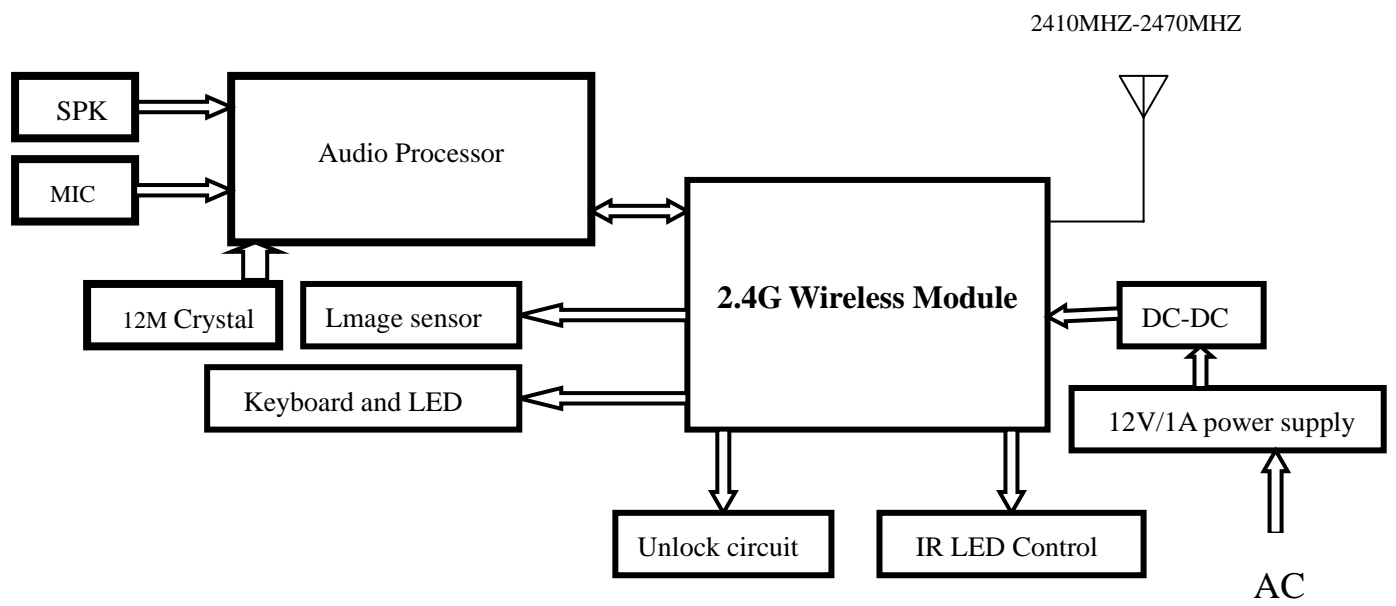 2410MHZ-2470MHZ
SPK
Audio Processor
MIC
2.4G Wireless Module
12M Crystal
Lmage sensor
DC-DC
Keyboard and LED
12V/1A power supply
Unlock circuit
IR LED Control
AC